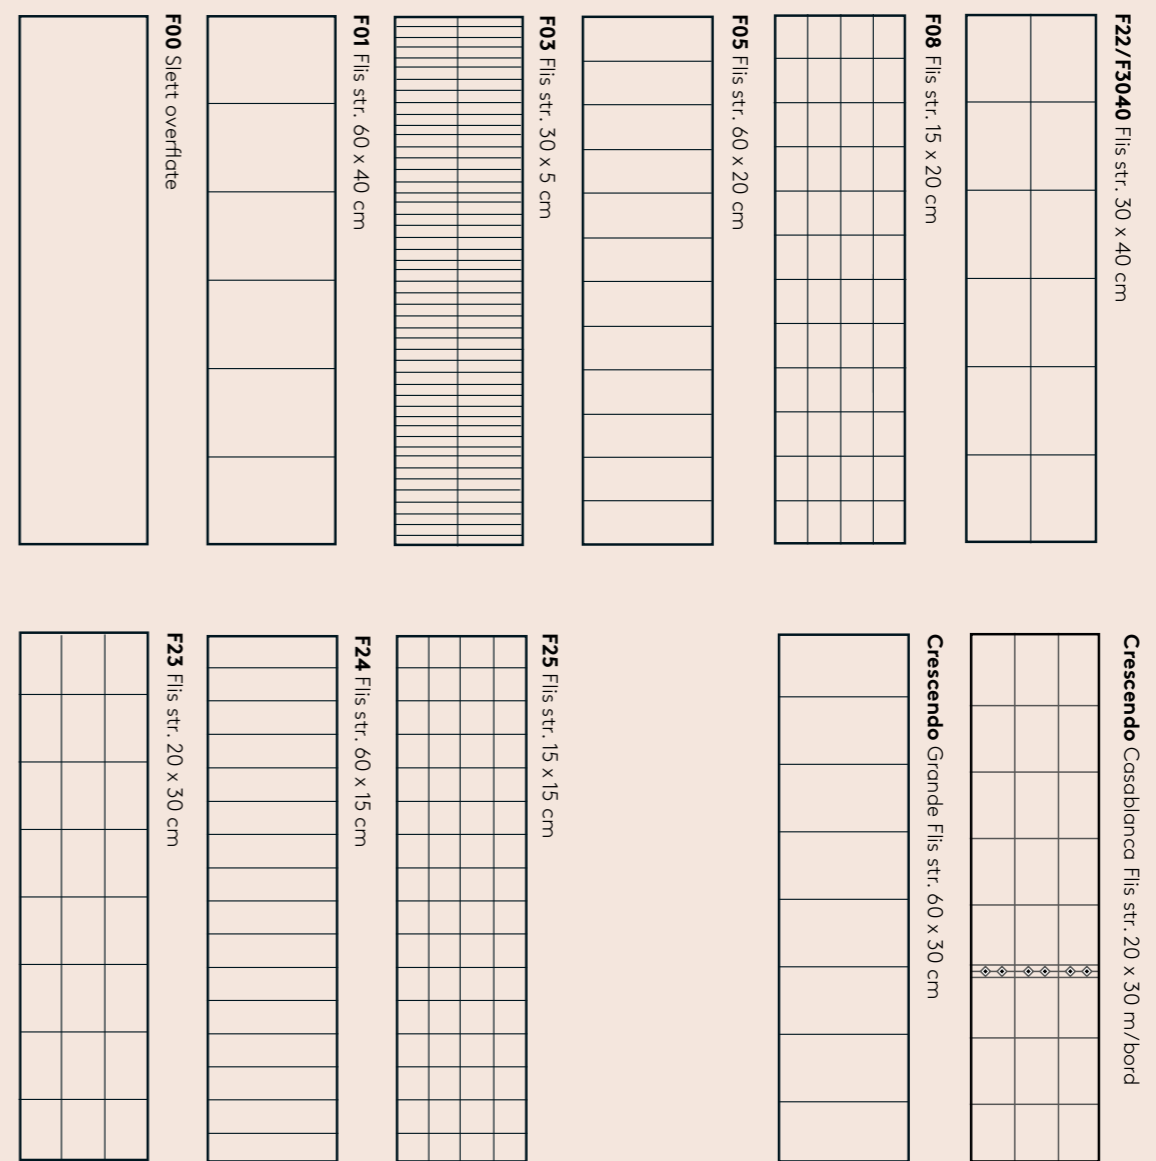 F00 Slett overflate
F01 Flis str. 60 x 40 cm
F03 Flis str. 30 x 5 cm
F05 Flis str. 60 x 20 cm
F08 Flis str. 15 x 20 cm
F22/F3040 Flis str. 30 x 40 cm
F23 Flis str. 20 x 30 cm
F24 Flis str. 60 x 15 cm
F25 Flis str. 15 x 15 cm
Crescendo Grande Flis str. 60 x 30 cm
Crescendo Casablanca Flis str. 20 x 30 m/bord